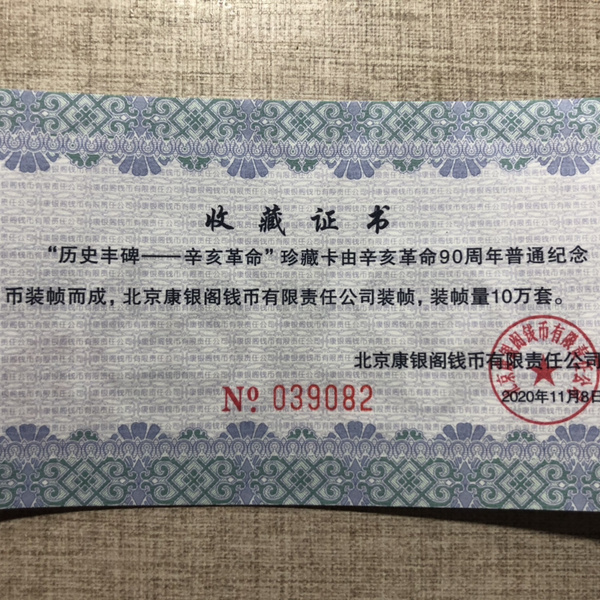 收藏证书
“历史丰碑——辛亥革命”珍藏卡由辛亥革命90周年普通纪念
币装帧而成，北京康银阁钱币有限责任公司装帧，装帧量10万套。
北京康银阁钱币有限责任公司
2020年11月8日
№ 039082